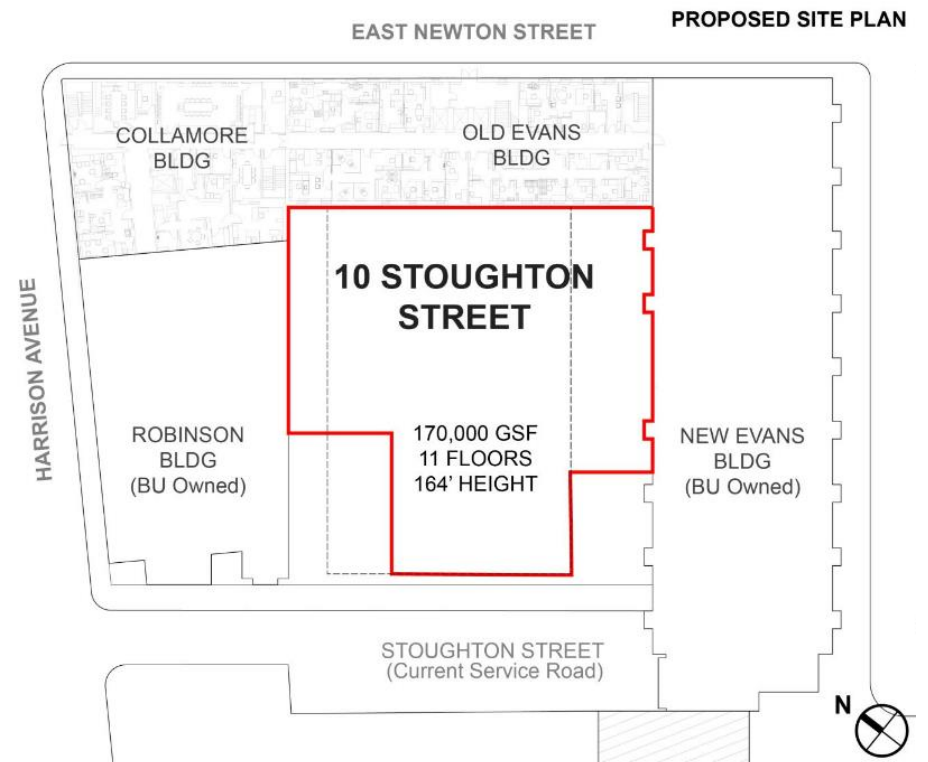 PROPOSED SITE PLAN
EAST NEWTON STREET
COLLAMORE
BLDG
OLD EVANS
BLDG
10 STOUGHTON
STREET
HARRISON AVENUE
170,000 GSF
11 FLOORS
164' HEIGHT
ROBINSON
BLDG
(BU Owned)
NEW EVANS
BLDG
(BU Owned)
STOUGHTON STREET
(Current Service Road)
N